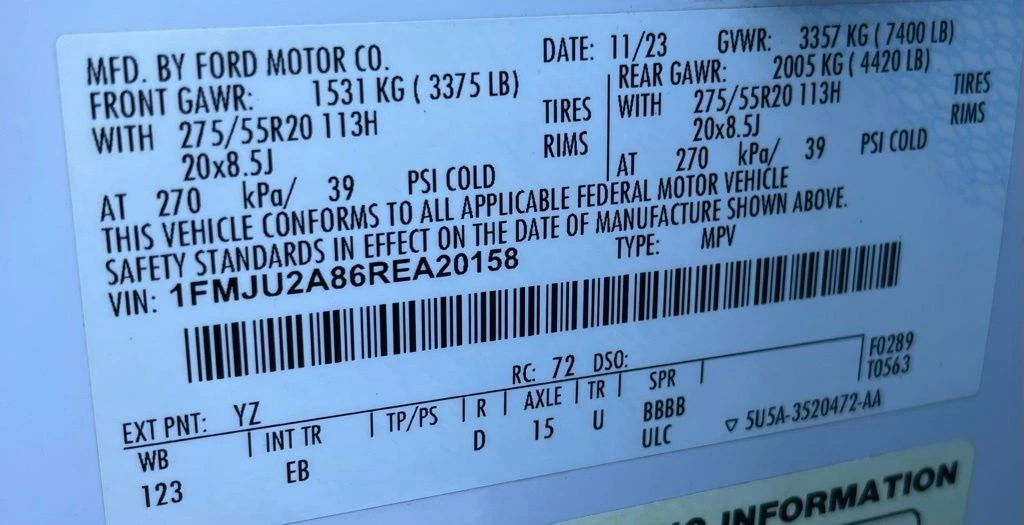 MFD. BY FORD MOTOR CO. DATE: 11/23 GVWR: 3357 KG ( 7400 LB)
FRONT GAWR: 1531 KG ( 3375 LB) REAR GAWR: 2005 KG ( 4420 LB)
WITH 275/55R20 113H TIRES WITH 275/55R20 113H TIRES
20x8.5J RIMS 20x8.5J RIMS
AT 270 kPa/ 39 PSI COLD AT 270 kPa/ 39 PSI COLD
THIS VEHICLE CONFORMS TO ALL APPLICABLE FEDERAL MOTOR VEHICLE
SAFETY STANDARDS IN EFFECT ON THE DATE OF MANUFACTURE SHOWN ABOVE.
VIN: 1FMJU2A86REA20158 TYPE: MPV
EXT PNT: YZ RC: 72 DSO: F0289
WB INT TR TP/PS R AXLE TR SPR T0563
123 EB D 15 U BBBB ▽ 5U5A-3520472-AA
ULC
INFORMATION